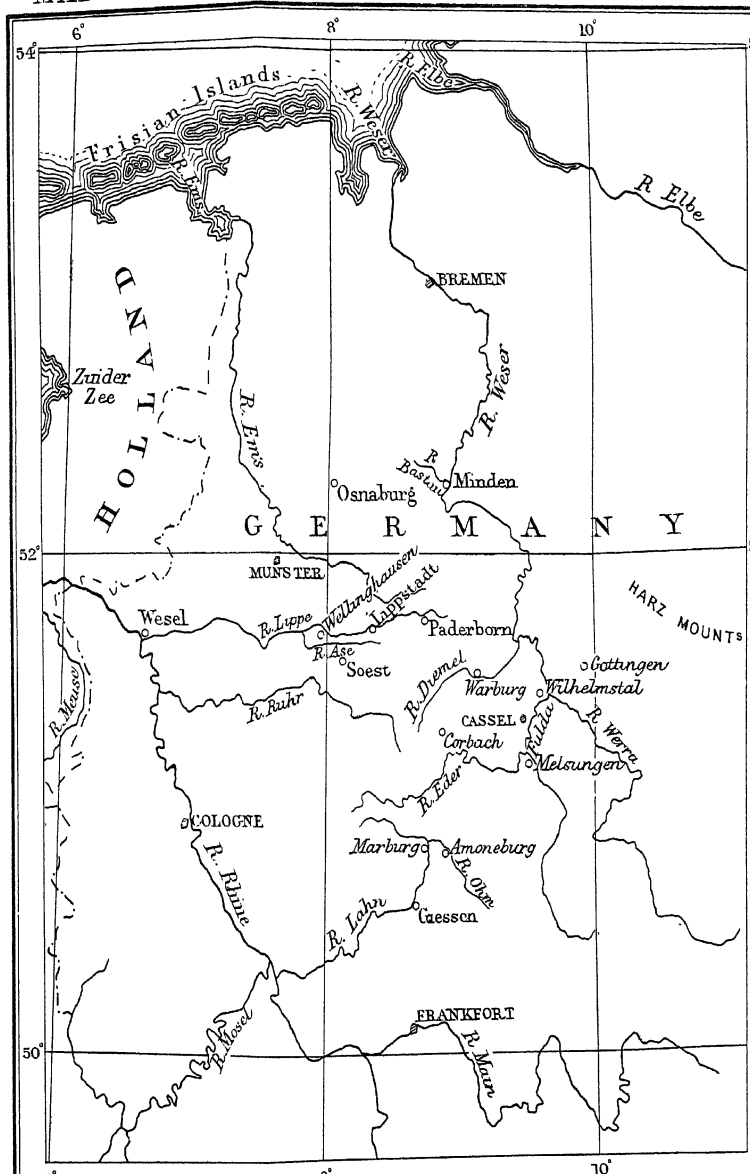 6°
8°
10°
54°
R. Elbe
Frisian Islands
R. Weser
R. Ems
R Elbe
HOLLAND
BREMEN
Zuider
Zee
R. Weser
R. Ems
R
Bastau
Minden
Osnaburg
GERMANY
52°
MUNSTER
Wellinghausen
Lippstadt
HARZ MOUNTS
Wesel
R. Lippe
Paderborn
R. Ase
Soest
R. Diemel
Gottingen
Warburg
Wilhelmstal
R. Meuse
R. Ruhr
CASSEL
Fulda
R Werra
Corbach
Melsungen
R. Eder
COLOGNE
Marburg
Amoneburg
R. Rhine
R. Ohm
R. Lahn
Giessen
FRANKFORT
R. Mosel
R. Main
50°
10°